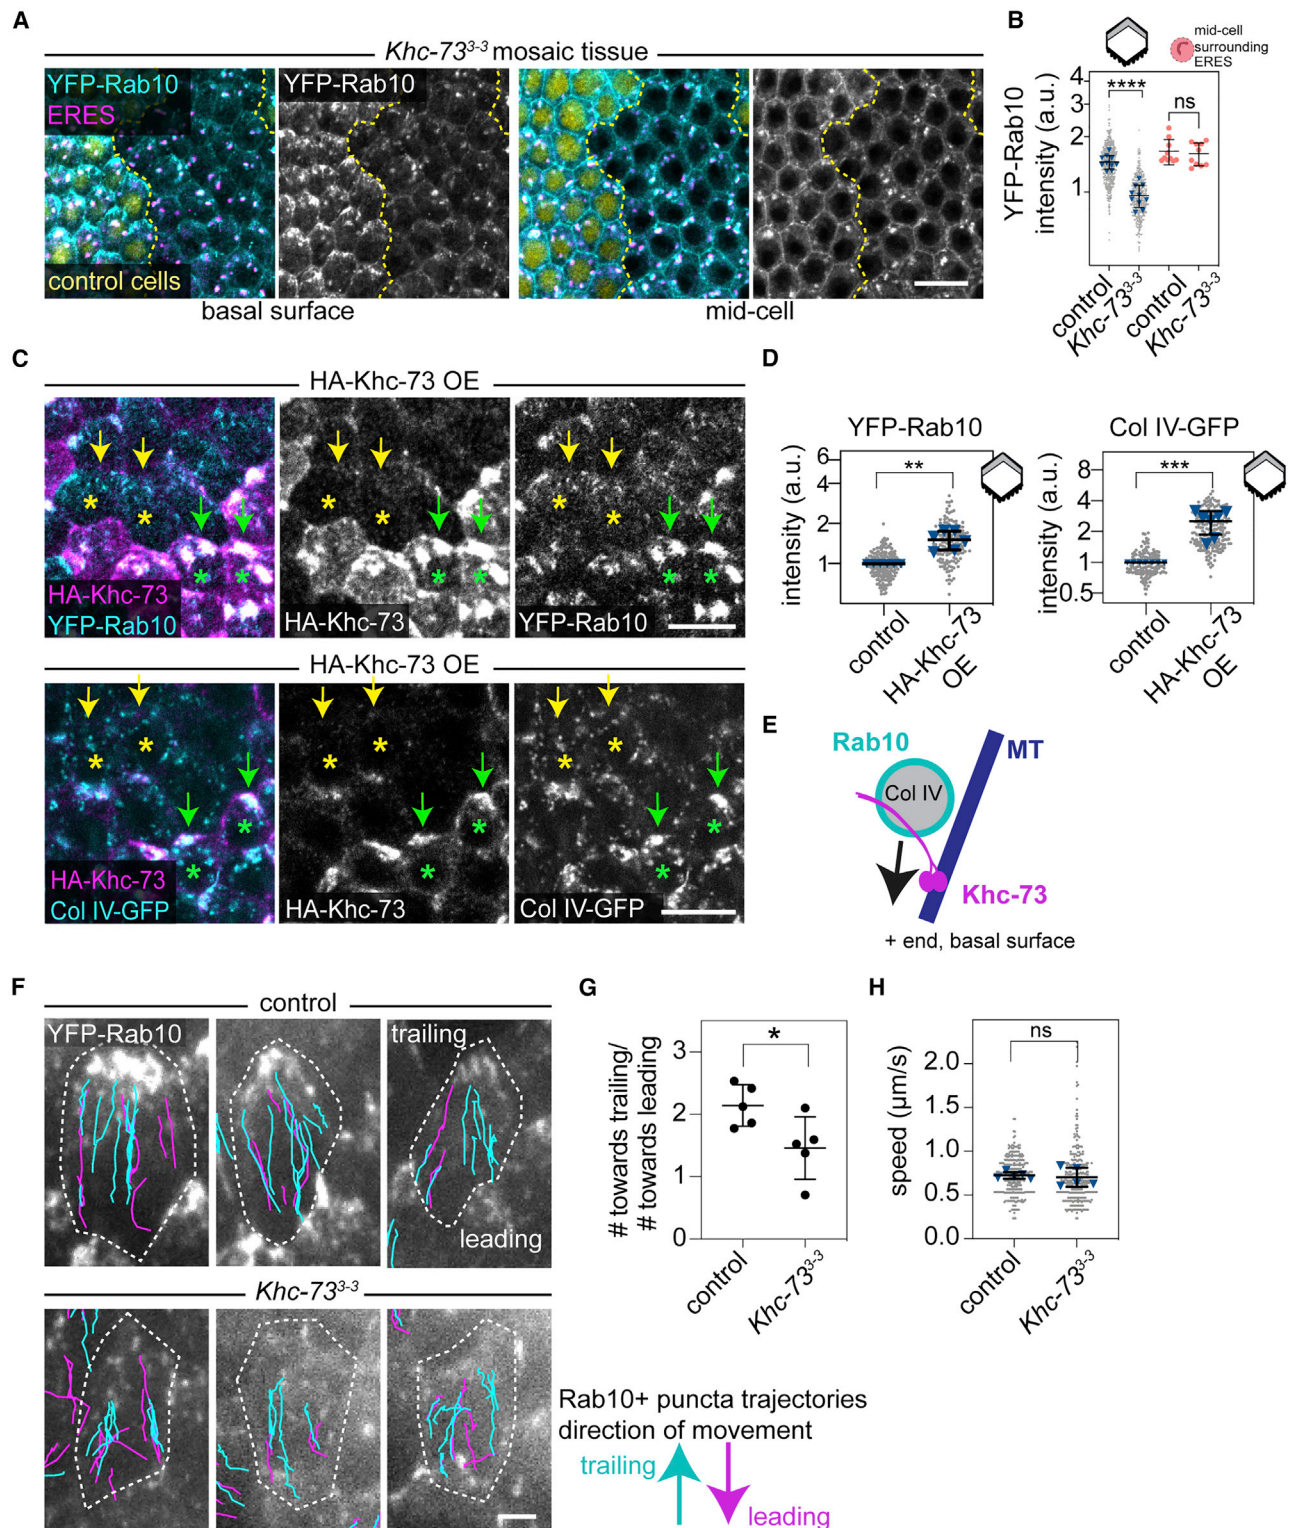 A
Khc-73³⁻³ mosaic tissue
YFP-Rab10
ERES
YFP-Rab10
control cells
basal surface
mid-cell
B
mid-cell
surrounding
ERES
YFP-Rab10
intensity (a.u.)
4
3
2
1
****
ns
control
Khc-73³⁻³
control
Khc-73³⁻³
C
HA-Khc-73 OE
* * * *
HA-Khc-73
YFP-Rab10
* * * *
HA-Khc-73
* * * *
YFP-Rab10
HA-Khc-73 OE
* * * *
HA-Khc-73
Col IV-GFP
* * * *
HA-Khc-73
* * * *
Col IV-GFP
D
YFP-Rab10
intensity (a.u.)
6
4
2
1
**
control
HA-Khc-73
OE
Col IV-GFP
intensity (a.u.)
8
4
2
1
0.5
***
control
HA-Khc-73
OE
E
Rab10
MT
Col IV
Khc-73
+ end, basal surface
F
control
YFP-Rab10
trailing
leading
Khc-73³⁻³
Rab10+ puncta trajectories
direction of movement
trailing
leading
G
# towards trailing/
# towards leading
3
2
1
0
*
control
Khc-73³⁻³
H
speed (µm/s)
2.0
1.5
1.0
0.5
0.0
ns
control
Khc-73³⁻³